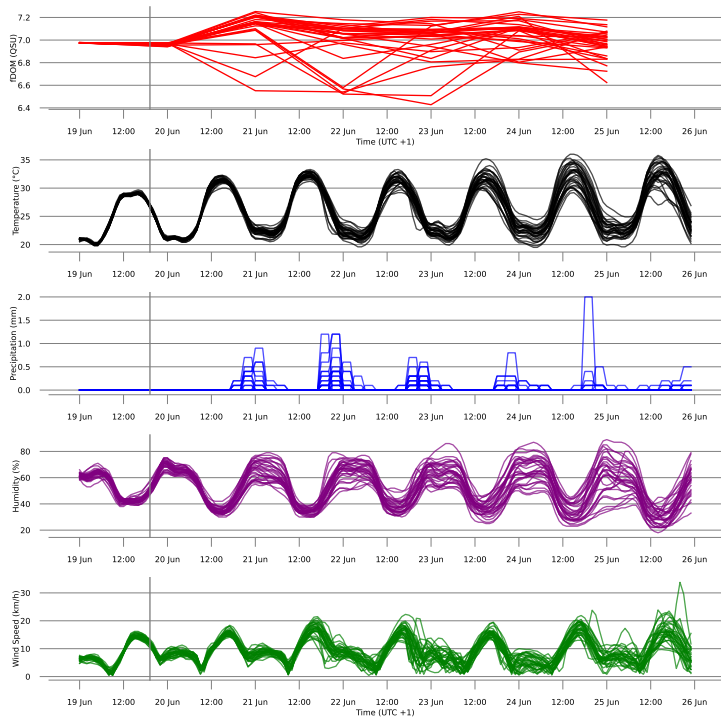 7.2
7.0
6.8
6.6
6.4
fDOM (QSU)
19 Jun 12:00 20 Jun 12:00 21 Jun 12:00 22 Jun 12:00 23 Jun 12:00 24 Jun 12:00 25 Jun 12:00 26 Jun
Time (UTC +1)
35
30
25
20
Temperature (°C)
19 Jun 12:00 20 Jun 12:00 21 Jun 12:00 22 Jun 12:00 23 Jun 12:00 24 Jun 12:00 25 Jun 12:00 26 Jun
2.0
1.5
1.0
0.5
0.0
Precipitation (mm)
19 Jun 12:00 20 Jun 12:00 21 Jun 12:00 22 Jun 12:00 23 Jun 12:00 24 Jun 12:00 25 Jun 12:00 26 Jun
80
60
40
20
Humidity (%)
19 Jun 12:00 20 Jun 12:00 21 Jun 12:00 22 Jun 12:00 23 Jun 12:00 24 Jun 12:00 25 Jun 12:00 26 Jun
30
20
10
0
Wind Speed (km/h)
19 Jun 12:00 20 Jun 12:00 21 Jun 12:00 22 Jun 12:00 23 Jun 12:00 24 Jun 12:00 25 Jun 12:00 26 Jun
Time (UTC +1)